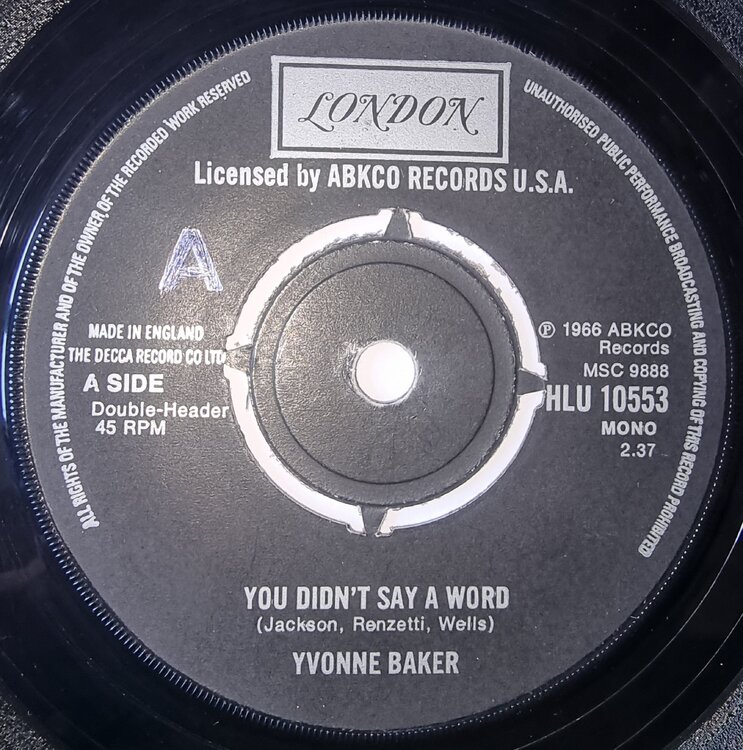 LONDON
Licensed by ABKCO RECORDS U.S.A.
ALL RIGHTS OF THE MANUFACTURER AND OF THE OWNER OF THE RECORDED WORK RESERVED
UNAUTHORISED PUBLIC PERFORMANCE BROADCASTING AND COPYING OF THIS RECORD PROHIBITED
A
MADE IN ENGLAND
THE DECCA RECORD CO LTD
A SIDE
Double-Header
45 RPM
℗ 1966 ABKCO
Records
MSC 9888
HLU 10553
MONO
2.37
YOU DIDN'T SAY A WORD
(Jackson, Renzetti, Wells)
YVONNE BAKER